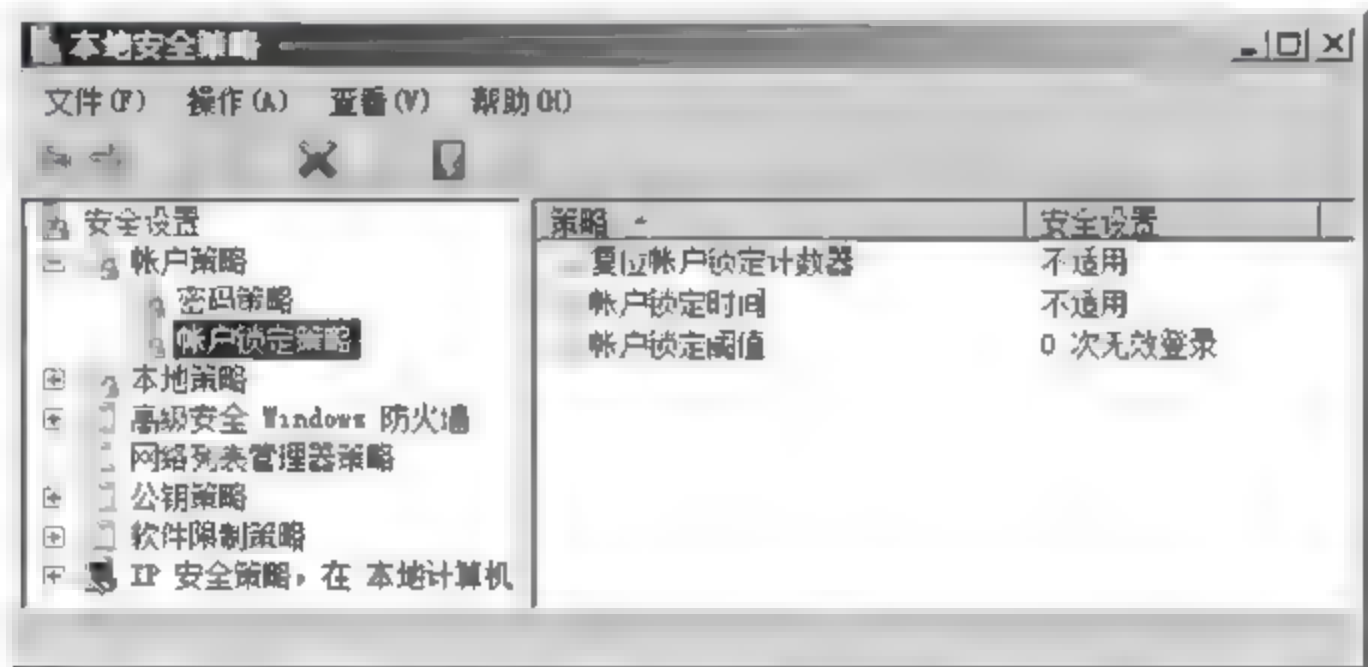 本地安全策略
文件(F) 操作(A) 查看(V) 帮助(H)
安全设置
帐户策略
密码策略
帐户锁定策略
本地策略
高级安全 Windows 防火墙
网络列表管理器策略
公钥策略
软件限制策略
IP 安全策略，在 本地计算机
策略 安全设置
复位帐户锁定计数器 不适用
帐户锁定时间 不适用
帐户锁定阈值 0 次无效登录